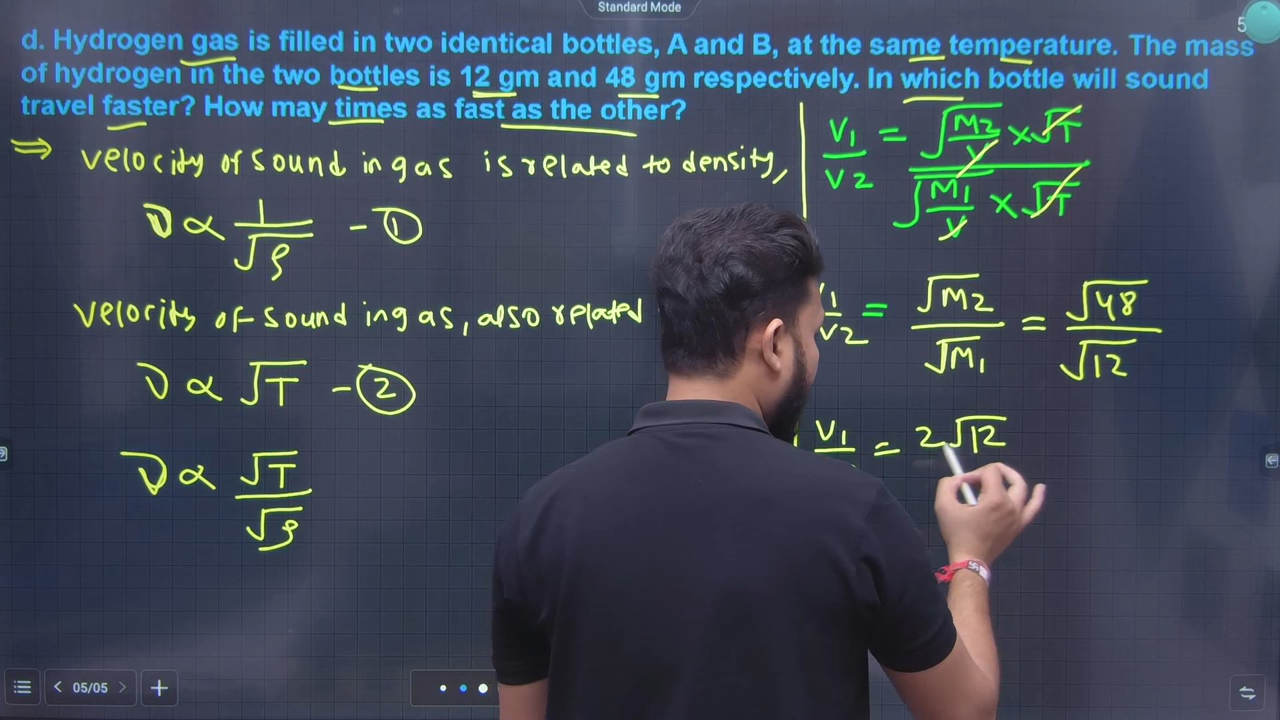 Standard Mode
5
d. Hydrogen gas is filled in two identical bottles, A and B, at the same temperature. The mass
of hydrogen in the two bottles is 12 gm and 48 gm respectively. In which bottle will sound
travel faster? How may times as fast as the other?
⇒ velocity of sound in gas is related to density,
v ∝ 1/√ρ - ①
velocity of sound in gas, also related
v ∝ √T - ②
v ∝ √T/√ρ
V1/V2 = √(M2/V) × √T / √(M1/V) × √T
V1/V2 = √M2/√M1 = √48/√12
V1 = 2√12
05/05